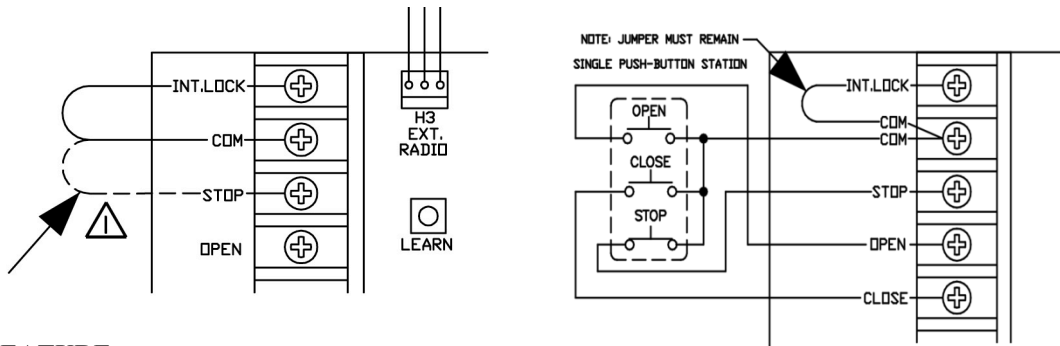 INT.LOCK
COM
STOP
OPEN
H3
EXT.
RADIO
LEARN
NOTE: JUMPER MUST REMAIN
SINGLE PUSH-BUTTON STATION
OPEN
CLOSE
STOP
INT.LOCK
COM
COM
STOP
OPEN
CLOSE